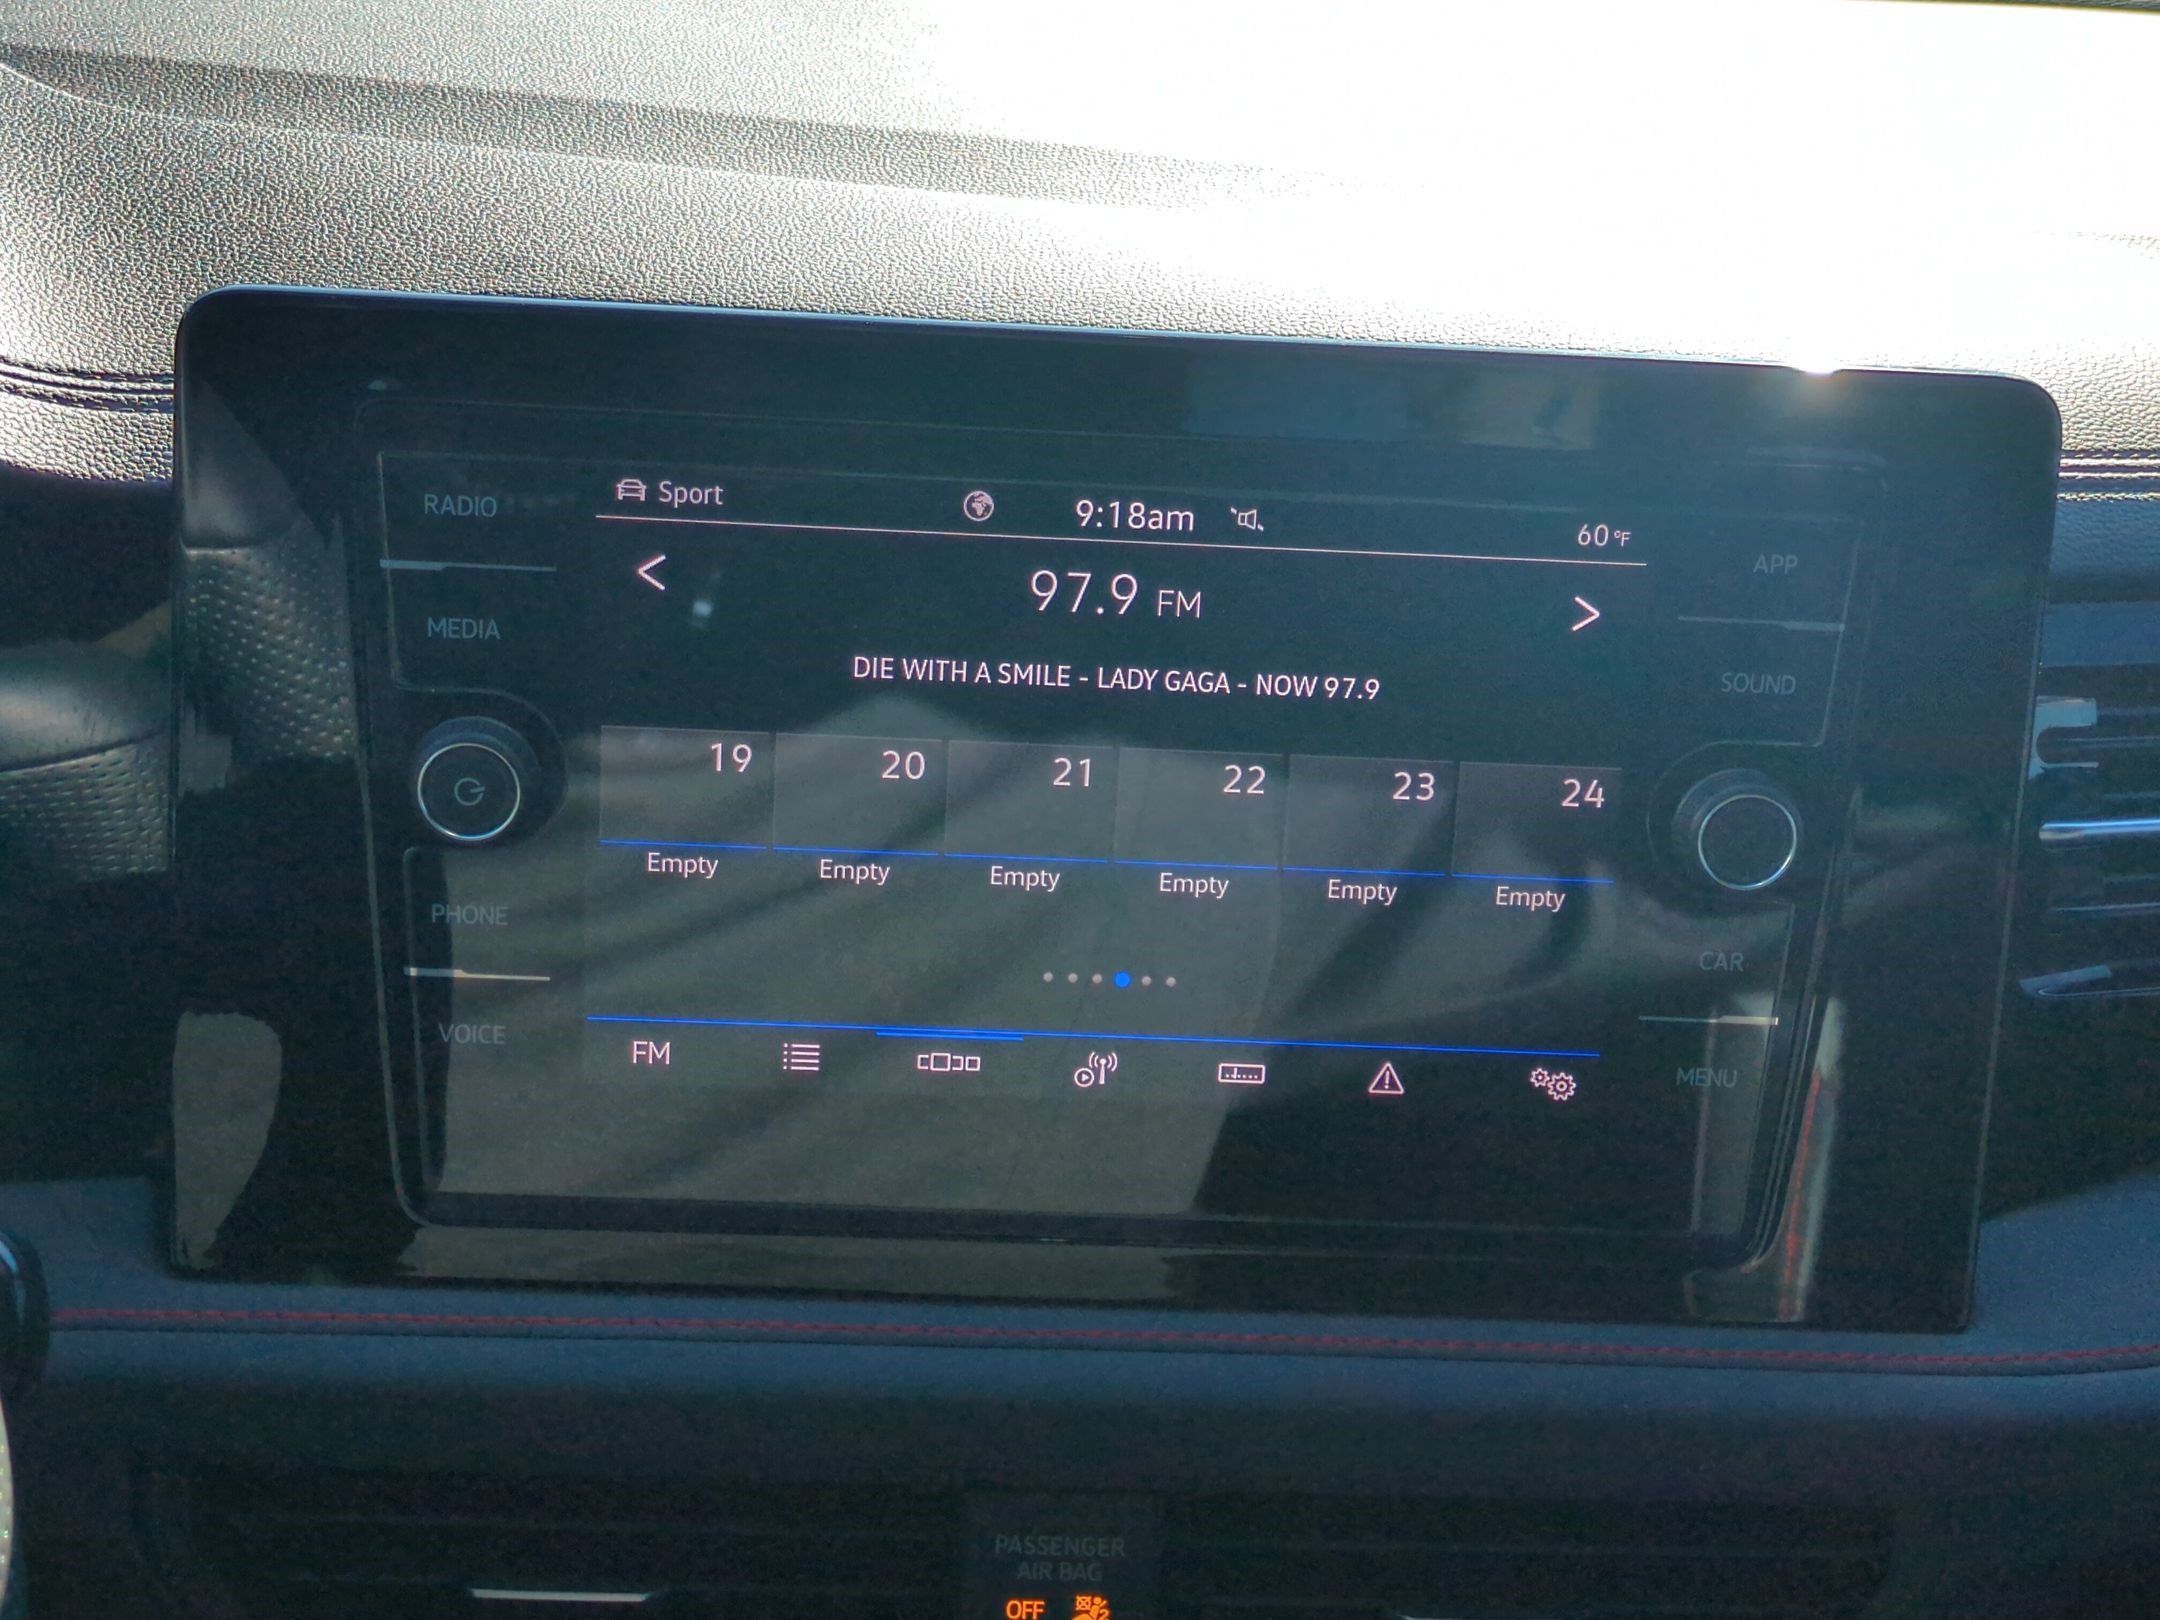 RADIO
Sport
9:18am
60 °F
APP
97.9 FM
MEDIA
DIE WITH A SMILE - LADY GAGA - NOW 97.9
SOUND
19 20 21 22 23 24
Empty Empty Empty Empty Empty Empty
PHONE
CAR
VOICE
FM
MENU
PASSENGER
AIR BAG
OFF